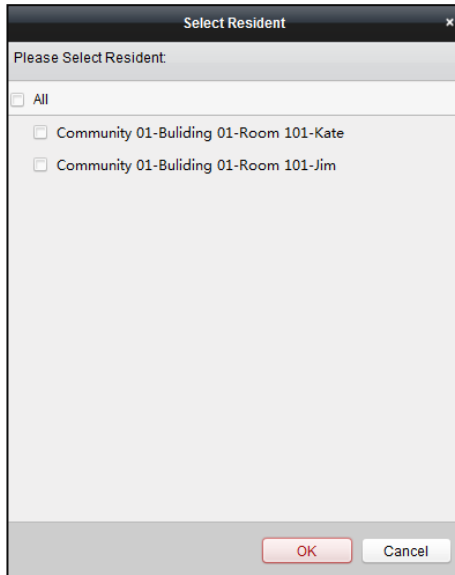 Select Resident ×
Please Select Resident:
All
Community 01-Buliding 01-Room 101-Kate
Community 01-Buliding 01-Room 101-Jim
OK Cancel